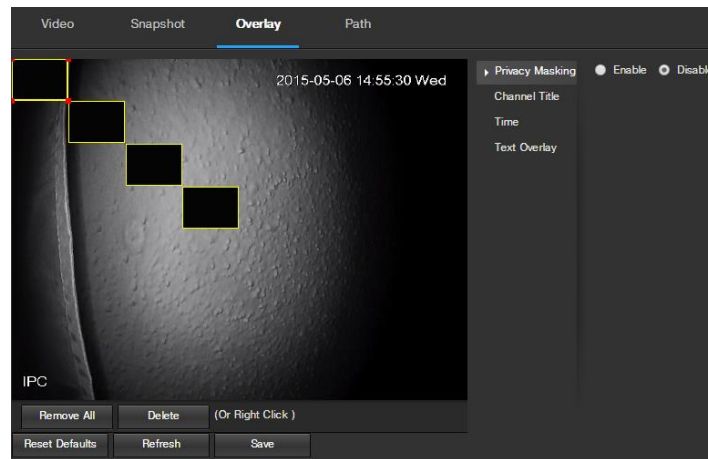 Video Snapshot Overlay Path
2015-05-06 14:55:30 Wed
Privacy Masking Enable Disabl
Channel Title
Time
Text Overlay
IPC
Remove All Delete (Or Right Click )
Reset Defaults Refresh Save